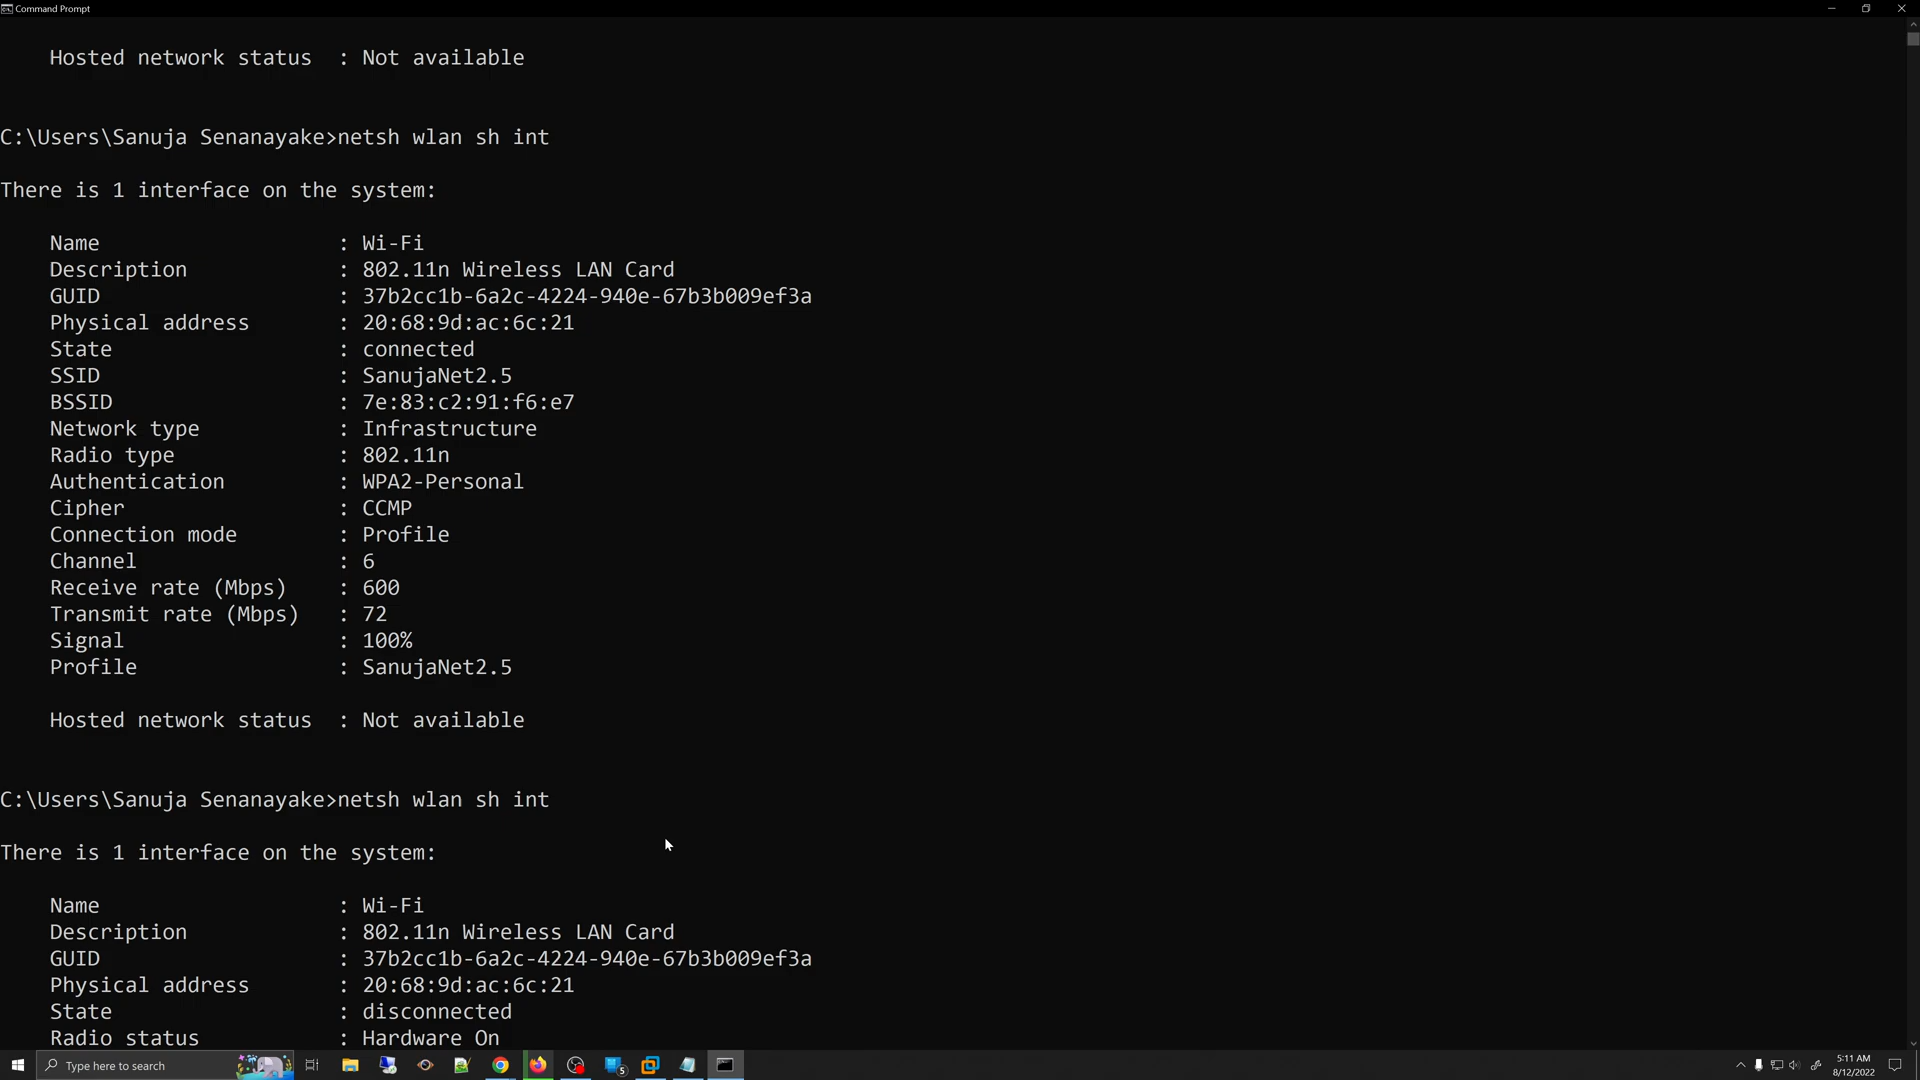 Command Prompt
Hosted network status : Not available
C:\Users\Sanuja Senanayake>netsh wlan sh int
There is 1 interface on the system:
Name : Wi-Fi
Description : 802.11n Wireless LAN Card
GUID : 37b2cc1b-6a2c-4224-940e-67b3b009ef3a
Physical address : 20:68:9d:ac:6c:21
State : connected
SSID : SanujaNet2.5
BSSID : 7e:83:c2:91:f6:e7
Network type : Infrastructure
Radio type : 802.11n
Authentication : WPA2-Personal
Cipher : CCMP
Connection mode : Profile
Channel : 6
Receive rate (Mbps) : 600
Transmit rate (Mbps) : 72
Signal : 100%
Profile : SanujaNet2.5
Hosted network status : Not available
C:\Users\Sanuja Senanayake>netsh wlan sh int
There is 1 interface on the system:
Name : Wi-Fi
Description : 802.11n Wireless LAN Card
GUID : 37b2cc1b-6a2c-4224-940e-67b3b009ef3a
Physical address : 20:68:9d:ac:6c:21
State : disconnected
Radio status : Hardware On
Type here to search
5
5:11 AM
8/12/2022